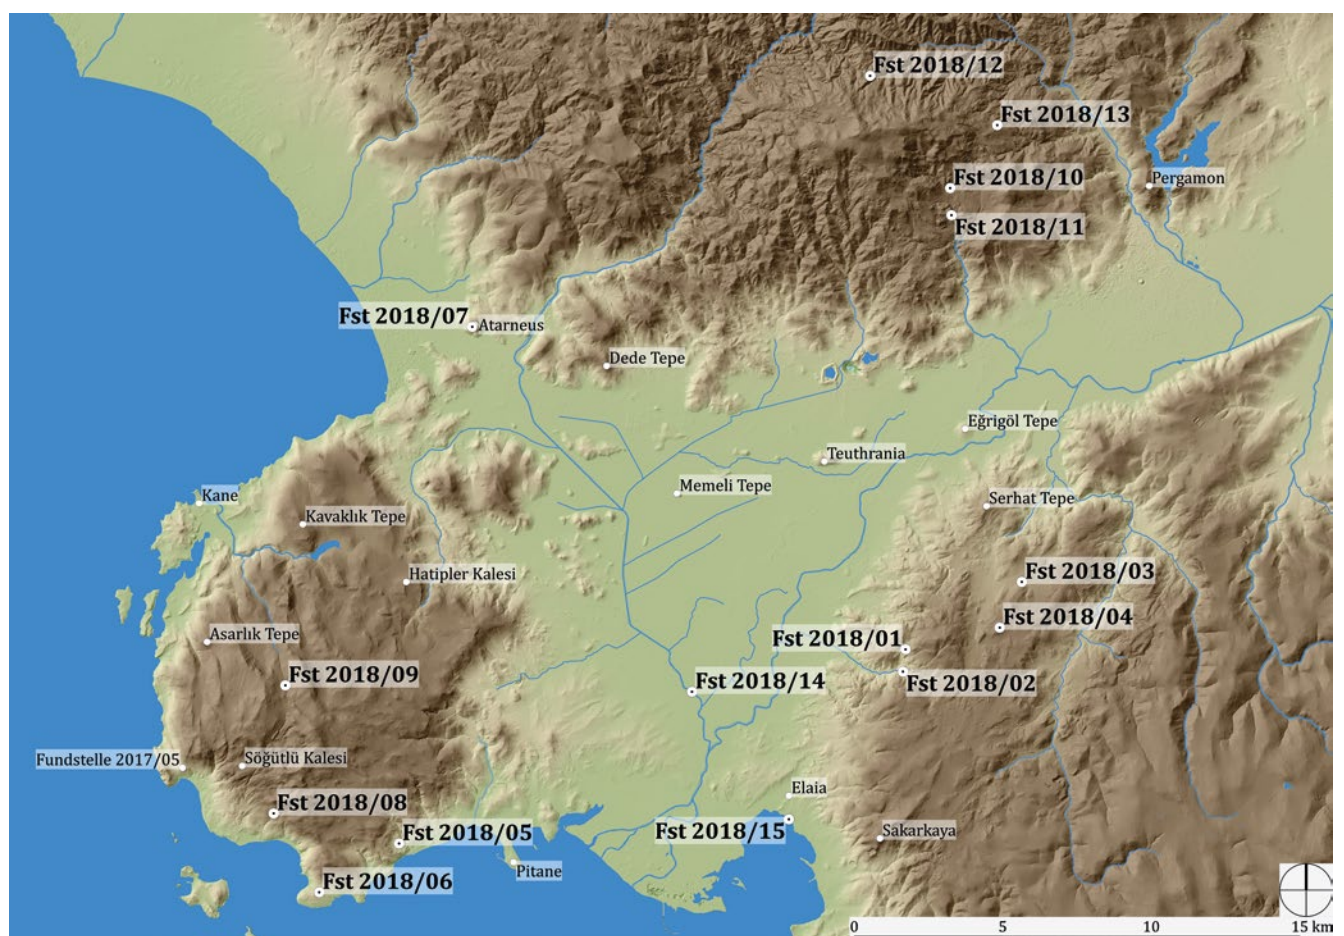 Fst 2018/12
Fst 2018/13
Fst 2018/10
Pergamon
Fst 2018/11
Fst 2018/07
Atarneus
Dede Tepe
Eğrigöl Tepe
Teuthrania
Memeli Tepe
Kane
Serhat Tepe
Kavaklık Tepe
Hatipler Kalesi
Fst 2018/03
Fst 2018/04
Asarlık Tepe
Fst 2018/01
Fst 2018/09
Fst 2018/14
Fst 2018/02
Fundstelle 2017/05
Söğütlü Kalesi
Elaia
Fst 2018/08
Fst 2018/05
Fst 2018/15
Sakarkaya
Pitane
Fst 2018/06
0 5 10 15 km